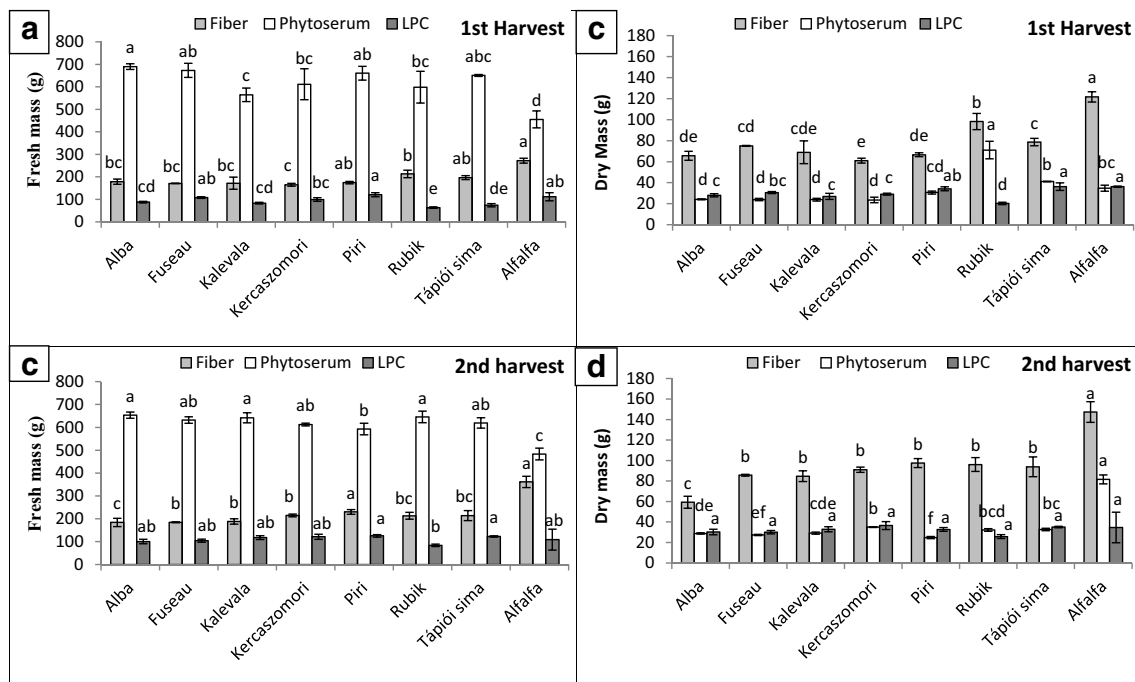 a
Fiber Phytoserum LPC 1st Harvest
Fresh mass (g)
800
700
600
500
400
300
200
100
0
bc a cd
bc ab ab
bc c cd
c bc bc
ab ab ab
b bc e
ab abc de
a d ab
Alba Fuseau Kalevala Kercaszomori Piri Rubik Tápiói sima Alfalfa
c
Fiber Phytoserum LPC 1st Harvest
Dry Mass (g)
180
160
140
120
100
80
60
40
20
0
de d c
cd d bc
cde d c
e d c
de cd ab
b a d
c b a
a bc a
Alba Fuseau Kalevala Kercaszomori Piri Rubik Tápiói sima Alfalfa
c
Fiber Phytoserum LPC 2nd harvest
Fresh mass (g)
800
700
600
500
400
300
200
100
0
c a ab
b ab ab
b a ab
b ab ab
a b a
bc a b
bc ab a
a c ab
Alba Fuseau Kalevala Kercaszomori Piri Rubik Tápiói sima Alfalfa
d
Fiber Phytoserum LPC 2nd harvest
Dry mass (g)
180
160
140
120
100
80
60
40
20
0
c de a
b ef a
b cde a
b b a
b f a
b bcd a
b bc a
a a a
Alba Fuseau Kalevala Kercaszomori Piri Rubik Tápiói sima Alfalfa